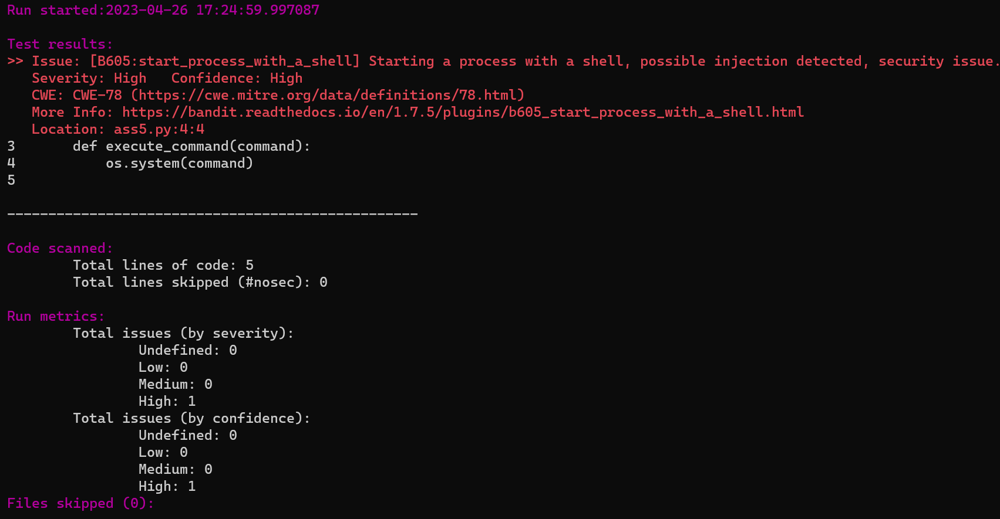 Run started:2023-04-26 17:24:59.997087
Test results:
>> Issue: [B605:start_process_with_a_shell] Starting a process with a shell, possible injection detected, security issue.
   Severity: High   Confidence: High
   CWE: CWE-78 (https://cwe.mitre.org/data/definitions/78.html)
   More Info: https://bandit.readthedocs.io/en/1.7.5/plugins/b605_start_process_with_a_shell.html
   Location: ass5.py:4:4
3       def execute_command(command):
4           os.system(command)
5
--------------------------------------------------
Code scanned:
        Total lines of code: 5
        Total lines skipped (#nosec): 0
Run metrics:
        Total issues (by severity):
                Undefined: 0
                Low: 0
                Medium: 0
                High: 1
        Total issues (by confidence):
                Undefined: 0
                Low: 0
                Medium: 0
                High: 1
Files skipped (0):